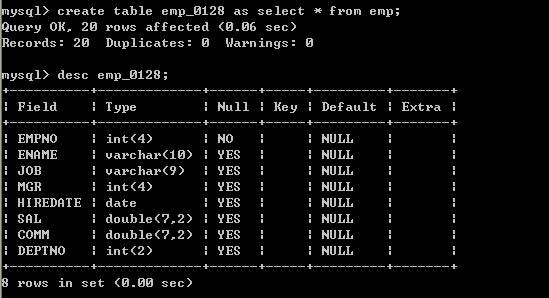 mysql> create table emp_0128 as select * from emp;
Query OK, 20 rows affected (0.06 sec)
Records: 20  Duplicates: 0  Warnings: 0

mysql> desc emp_0128;
+----------+-------------+------+-----+---------+-------+
| Field    | Type        | Null | Key | Default | Extra |
+----------+-------------+------+-----+---------+-------+
| EMPNO    | int(4)      | NO   |     | NULL    |       |
| ENAME    | varchar(10) | YES  |     | NULL    |       |
| JOB      | varchar(9)  | YES  |     | NULL    |       |
| MGR      | int(4)      | YES  |     | NULL    |       |
| HIREDATE | date        | YES  |     | NULL    |       |
| SAL      | double(7,2) | YES  |     | NULL    |       |
| COMM     | double(7,2) | YES  |     | NULL    |       |
| DEPTNO   | int(2)      | YES  |     | NULL    |       |
+----------+-------------+------+-----+---------+-------+
8 rows in set (0.00 sec)